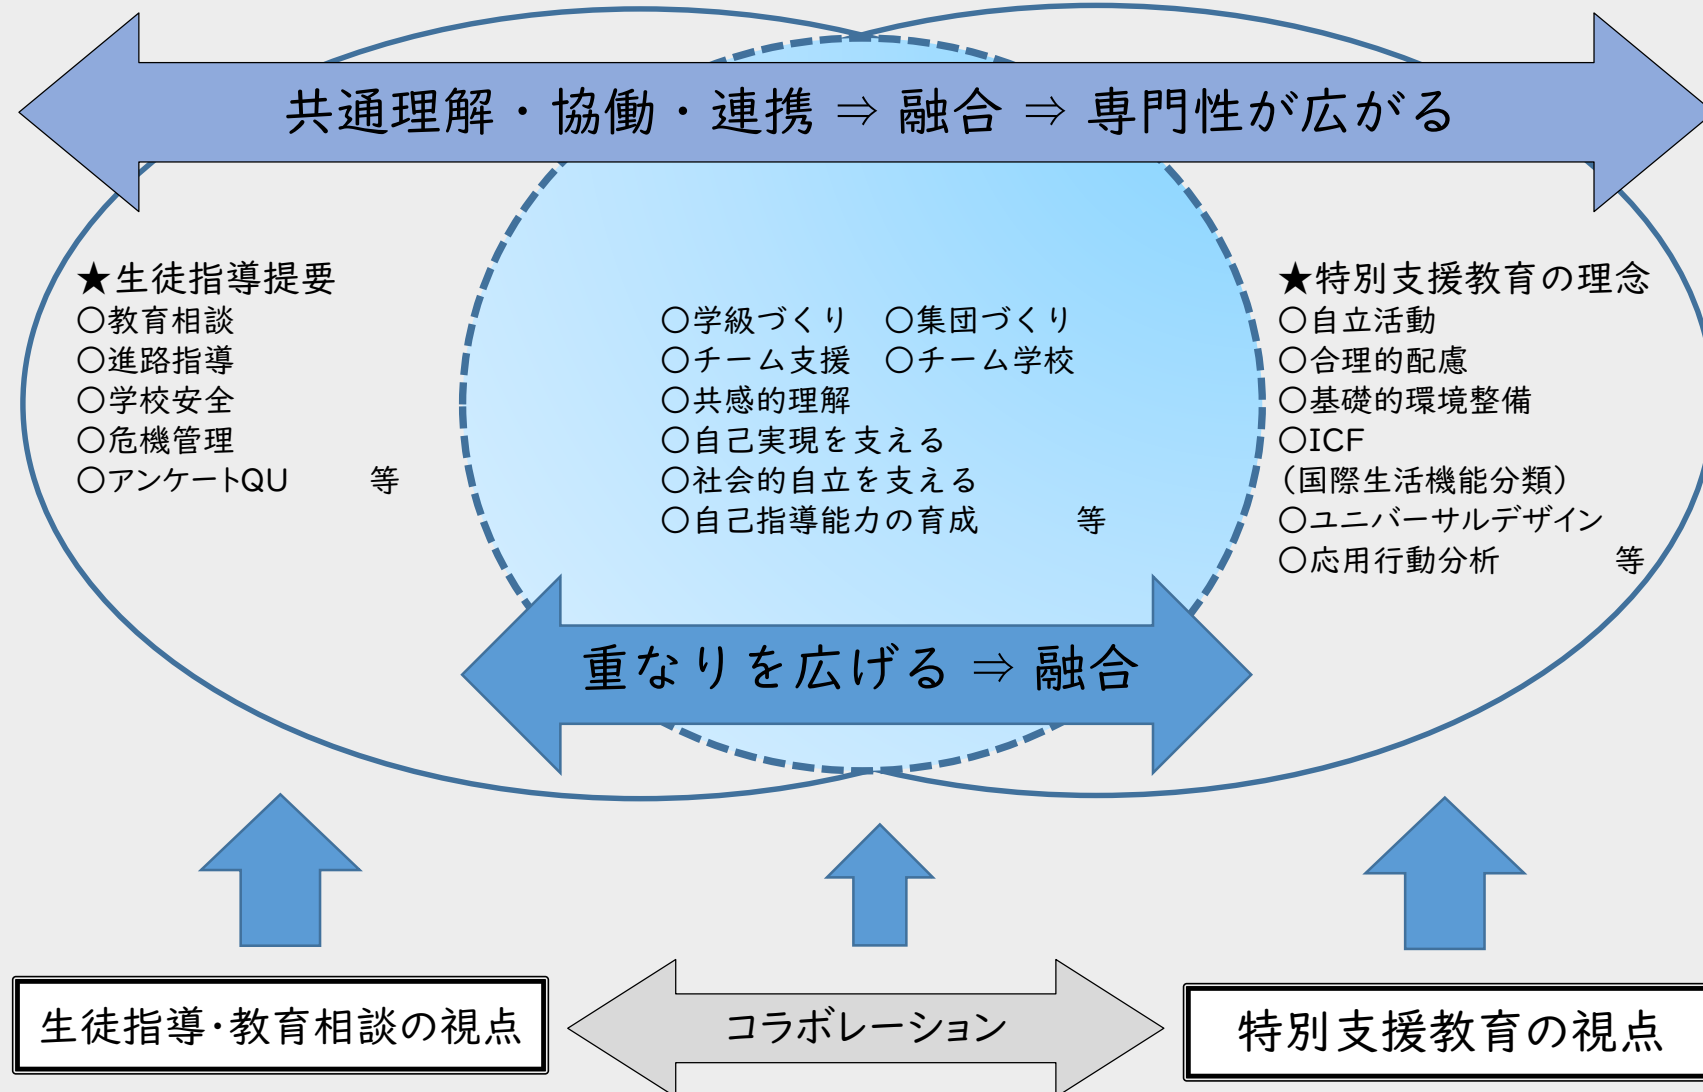 共通理解・協働・連携 ⇒ 融合 ⇒ 専門性が広がる
★生徒指導提要
○教育相談
○進路指導
○学校安全
○危機管理
○アンケートQU 等
○学級づくり ○集団づくり
○チーム支援 ○チーム学校
○共感的理解
○自己実現を支える
○社会的自立を支える
○自己指導能力の育成 等
★特別支援教育の理念
○自立活動
○合理的配慮
○基礎的環境整備
○ICF
(国際生活機能分類)
○ユニバーサルデザイン
○応用行動分析 等
重なりを広げる ⇒ 融合
生徒指導・教育相談の視点
コラボレーション
特別支援教育の視点